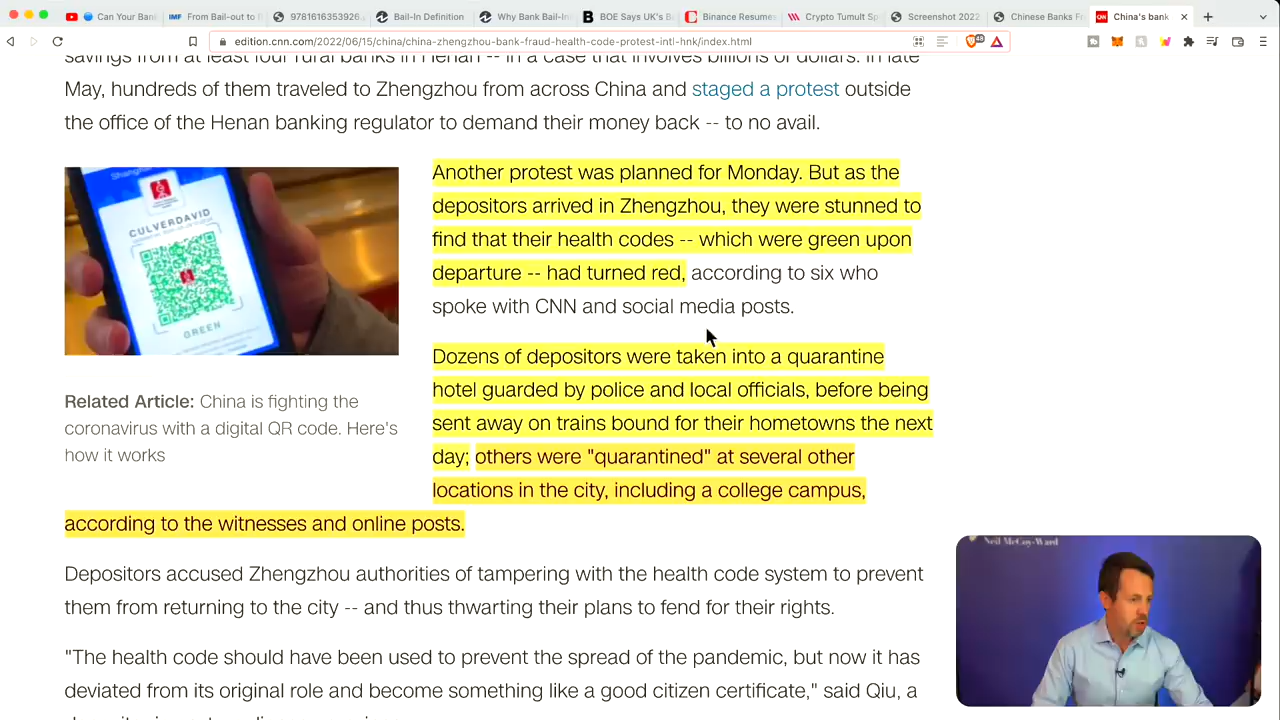 Can Your Bank
From Bail-out to B
9781616353926.
Bail-In Definition
Why Bank Bail-In
BOE Says UK's B
Binance Resumes
Crypto Tumult Sp
Screenshot 2022
Chinese Banks Fr
China's bank
edition.cnn.com/2022/06/15/china/china-zhengzhou-bank-fraud-health-code-protest-intl-hnk/index.html
savings from at least four rural banks in Henan -- in a case that involves billions of dollars. In late
May, hundreds of them traveled to Zhengzhou from across China and staged a protest outside
the office of the Henan banking regulator to demand their money back -- to no avail.
CULVERDAVID
GREEN
Related Article: China is fighting the
coronavirus with a digital QR code. Here's
how it works
Another protest was planned for Monday. But as the
depositors arrived in Zhengzhou, they were stunned to
find that their health codes -- which were green upon
departure -- had turned red, according to six who
spoke with CNN and social media posts.
Dozens of depositors were taken into a quarantine
hotel guarded by police and local officials, before being
sent away on trains bound for their hometowns the next
day; others were "quarantined" at several other
locations in the city, including a college campus,
according to the witnesses and online posts.
Depositors accused Zhengzhou authorities of tampering with the health code system to prevent
them from returning to the city -- and thus thwarting their plans to fend for their rights.
"The health code should have been used to prevent the spread of the pandemic, but now it has
deviated from its original role and become something like a good citizen certificate," said Qiu, a
Neil McCoy-Ward